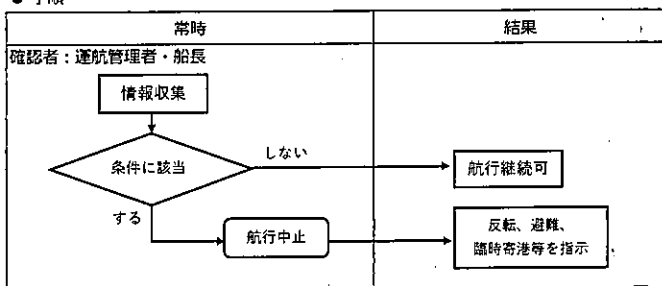 ● 手順
常時
結果
確認者：運航管理者・船長
情報収集
条件に該当
しない
航行継続可
する
航行中止
反転、避難、
臨時寄港等を指示